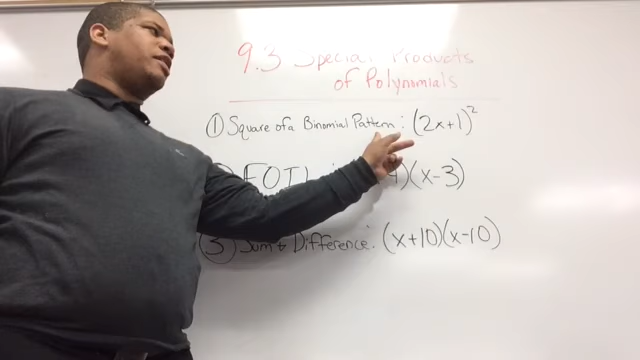 9.3 Special Products
of Polynomials
① Square of a Binomial Pattern: (2x+1)²
FOIL 4)(x-3)
③ Sum & Difference: (x+10)(x-10)